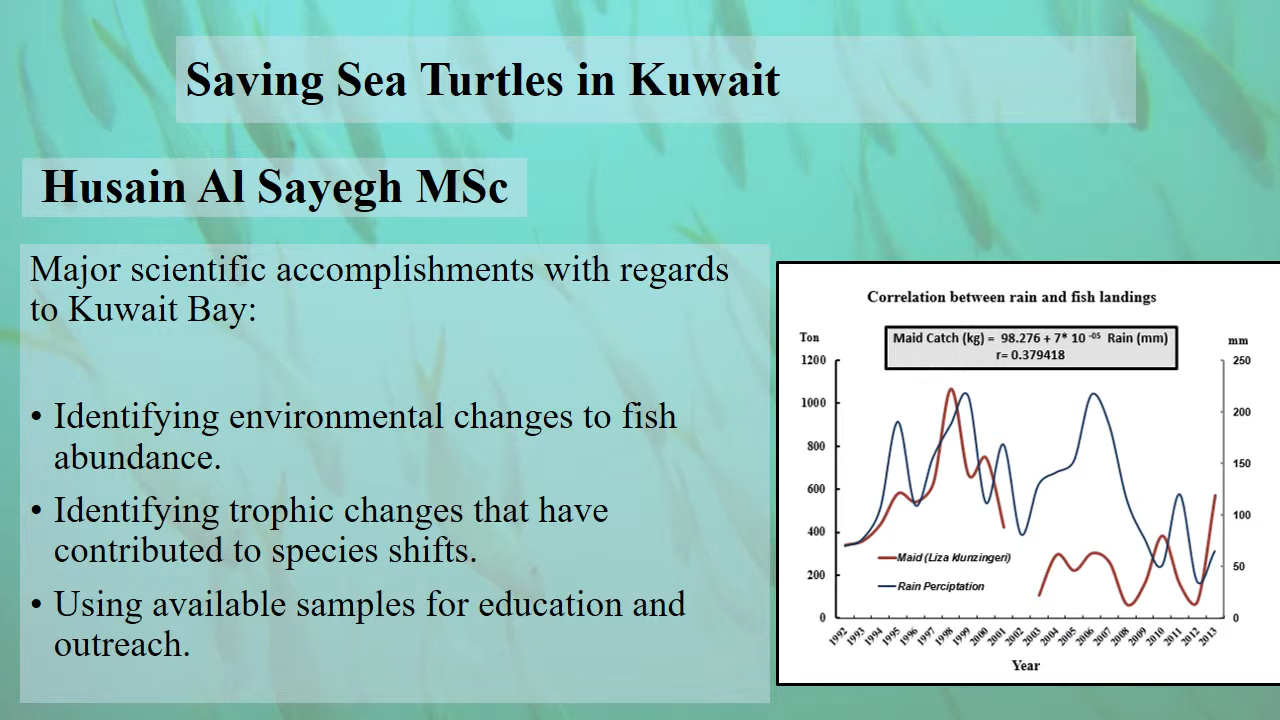 Saving Sea Turtles in Kuwait
Husain Al Sayegh MSc
Major scientific accomplishments with regards
to Kuwait Bay:
• Identifying environmental changes to fish
abundance.
• Identifying trophic changes that have
contributed to species shifts.
• Using available samples for education and
outreach.
Correlation between rain and fish landings
Ton
mm
Maid Catch (kg) = 98.276 + 7* 10 -05 Rain (mm)
r= 0.379418
1200
1000
800
600
400
200
0
250
200
150
100
50
0
Maid (Liza klunzingeri)
Rain Perciptation
1992 1993 1994 1995 1996 1997 1998 1999 2000 2001 2002 2003 2004 2005 2006 2007 2008 2009 2010 2011 2012 2013
Year